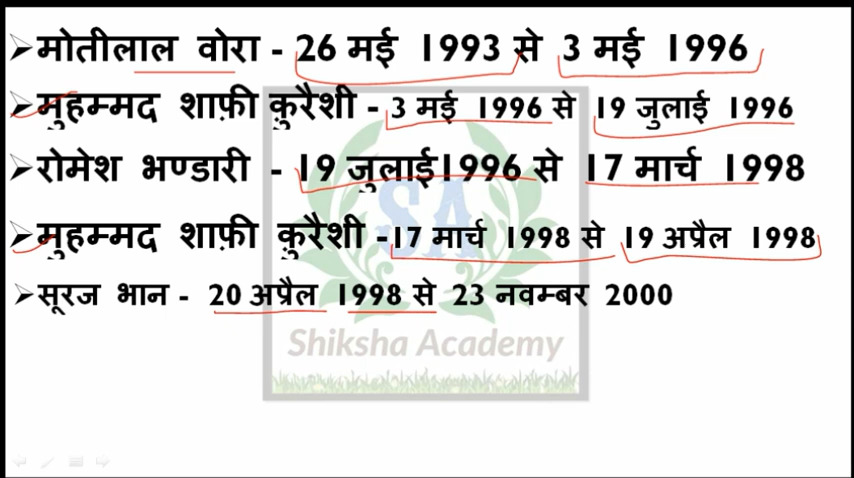 ➢मोतीलाल वोरा - 26 मई 1993 से 3 मई 1996
➢मुहम्मद शाफ़ी क़ुरैशी - 3 मई 1996 से 19 जुलाई 1996
➢रोमेश भण्डारी - 19 जुलाई1996 से 17 मार्च 1998
➢मुहम्मद शाफ़ी क़ुरैशी -17 मार्च 1998 से 19 अप्रैल 1998
➢सूरज भान - 20 अप्रैल 1998 से 23 नवम्बर 2000
SA
Shiksha Academy